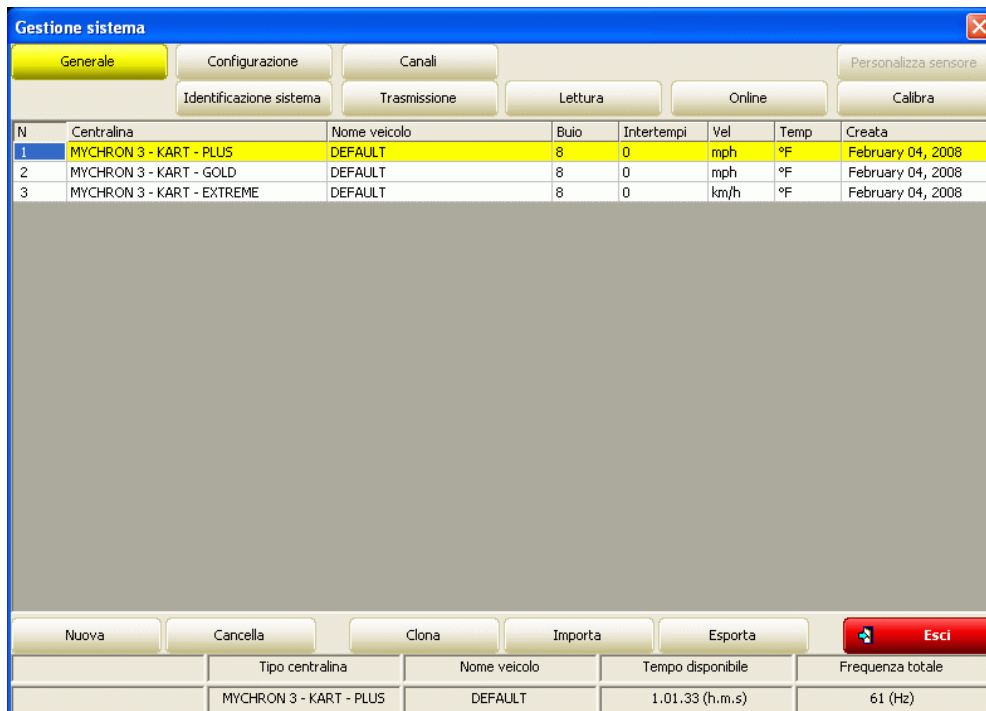 Gestione sistema
Generale Configurazione Canali Personalizza sensore
Identificazione sistema Trasmissione Lettura Online Calibra
N Centralina Nome veicolo Buio Intertempi Vel Temp Creata
1 MYCHRON 3 - KART - PLUS DEFAULT 8 0 mph °F February 04, 2008
2 MYCHRON 3 - KART - GOLD DEFAULT 8 0 mph °F February 04, 2008
3 MYCHRON 3 - KART - EXTREME DEFAULT 8 0 km/h °F February 04, 2008
Nuova Cancella Clona Importa Esporta Esci
Tipo centralina Nome veicolo Tempo disponibile Frequenza totale
MYCHRON 3 - KART - PLUS DEFAULT 1.01.33 (h.m.s) 61 (Hz)